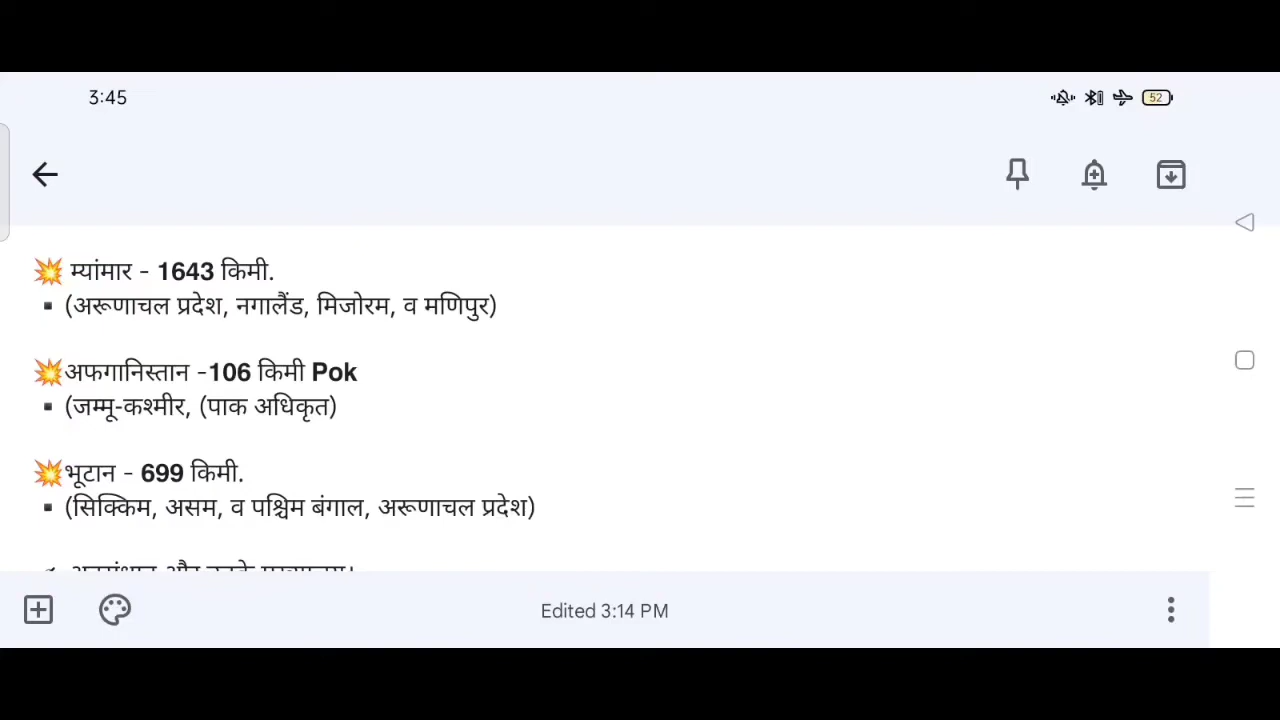 3:45
52
💥 म्यांमार - 1643 किमी.
▪️(अरूणाचल प्रदेश, नगालैंड, मिजोरम, व मणिपुर)
💥अफगानिस्तान -106 किमी Pok
▪️(जम्मू-कश्मीर, (पाक अधिकृत)
💥भूटान - 699 किमी.
▪️(सिक्किम, असम, व पश्चिम बंगाल, अरूणाचल प्रदेश)
Edited 3:14 PM